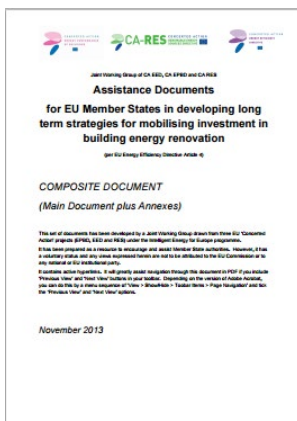 CA-RES
Joint Working Group of CA EED, CA EPBD and CA RES
Assistance Documents
for EU Member States in developing long
term strategies for mobilising investment in
building energy renovation
(per EU Energy Efficiency Directive Article 4)
COMPOSITE DOCUMENT
(Main Document plus Annexes)
This set of documents has been developed by a Joint Working Group drawn from three EU 'Concerted
Action' projects (EPBD, EED and RES) under the Intelligent Energy for Europe programme.
It has been prepared as a resource to encourage and assist Member State authorities. However, it has
a voluntary status and any views expressed herein are not to be attributed to the EU Commission or to
any national or EU institutional party.
It contains active hyperlinks. It will greatly assist navigation through this document in PDF if you include
'Previous View' and 'Next View' buttons in your toolbar. Depending on the version of Adobe Acrobat,
you can do this by a menu sequence of 'View > Show/Hide > Toolbar Items > Page Navigation' and tick
the 'Previous View' and 'Next View' options.
November 2013